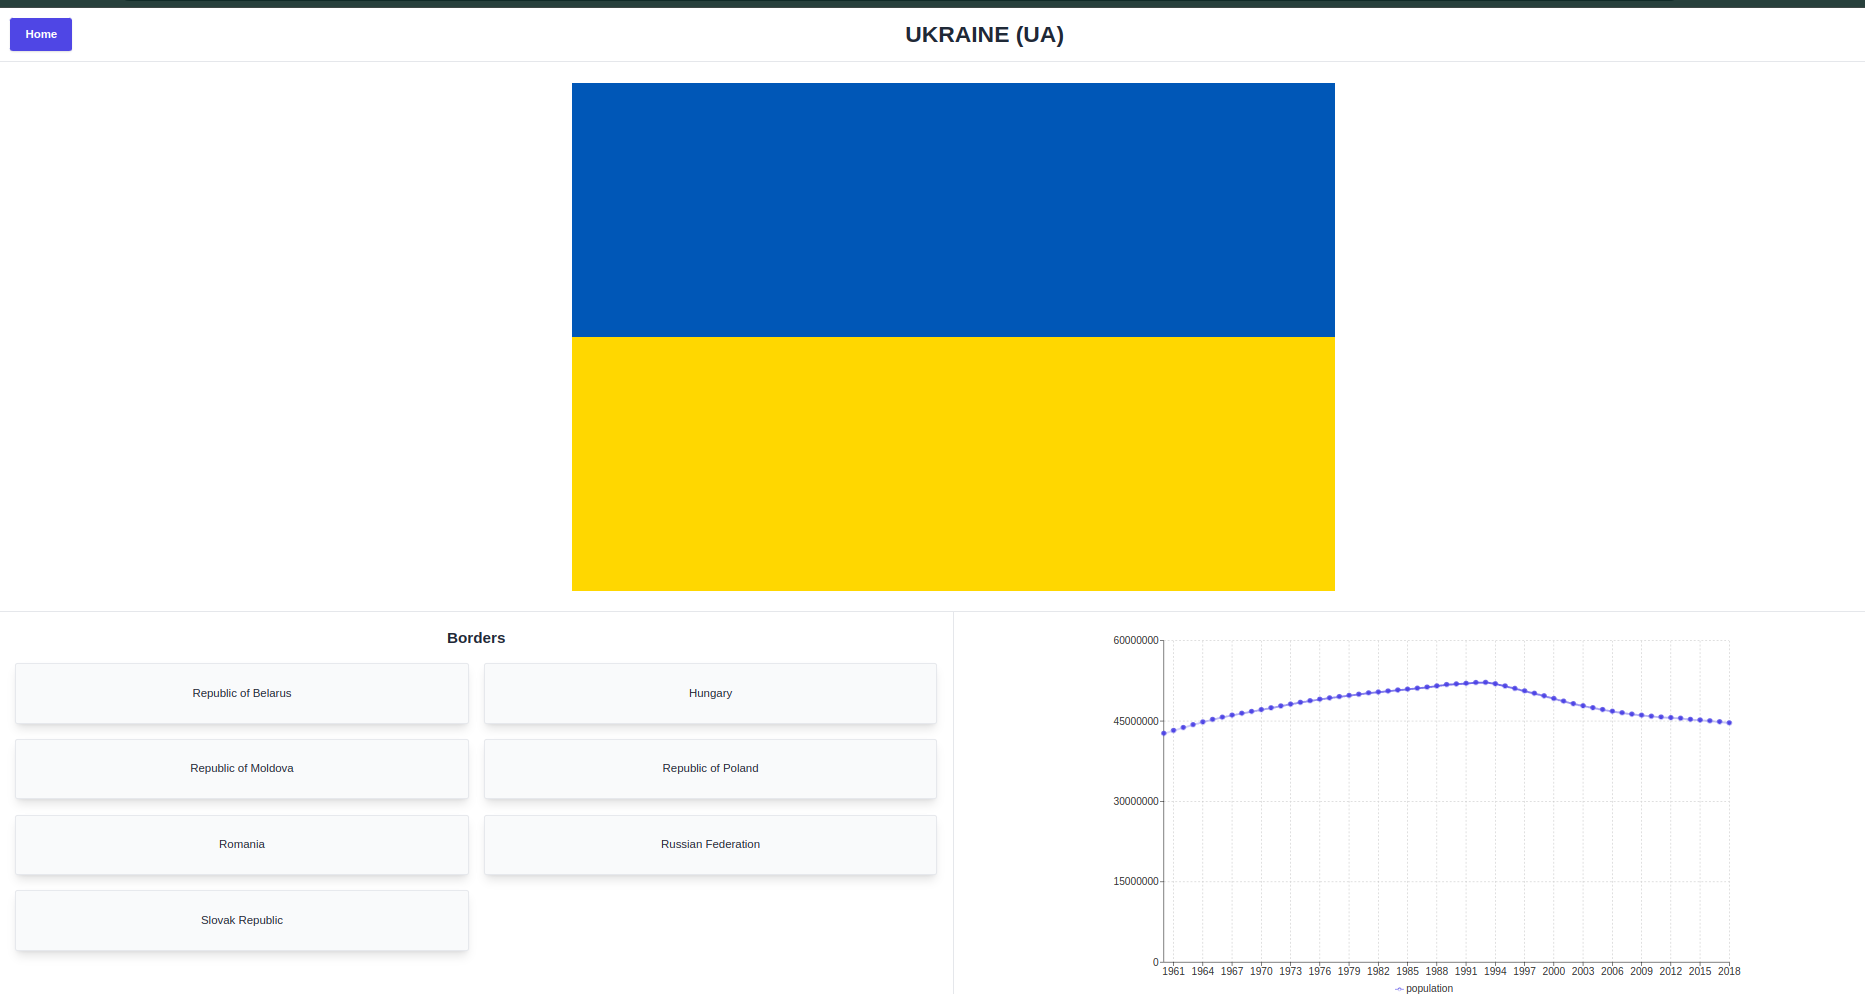 Home
UKRAINE (UA)
Borders
Republic of Belarus
Hungary
Republic of Moldova
Republic of Poland
Romania
Russian Federation
Slovak Republic
60000000
45000000
30000000
15000000
0
1961 1964 1967 1970 1973 1976 1979 1982 1985 1988 1991 1994 1997 2000 2003 2006 2009 2012 2015 2018
population